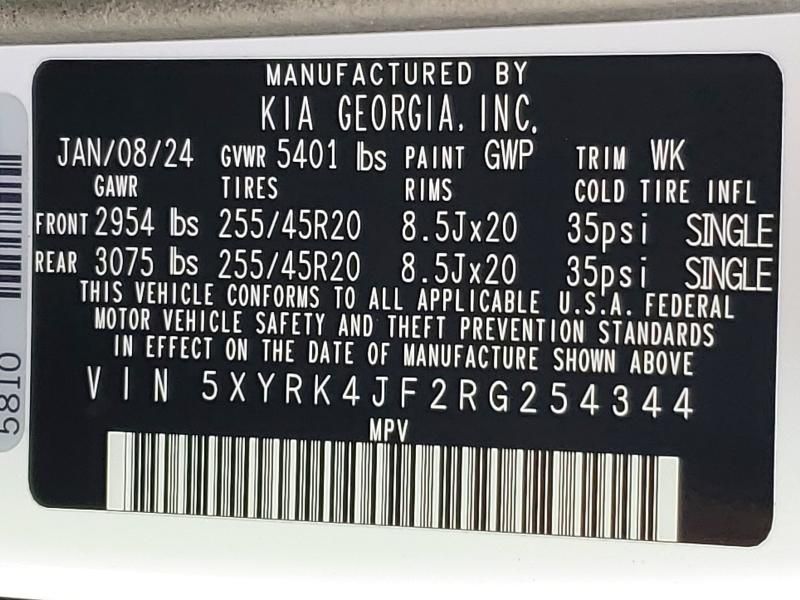 MANUFACTURED BY
KIA GEORGIA, INC.
JAN/08/24 GVWR 5401 lbs PAINT GWP TRIM WK
GAWR TIRES RIMS COLD TIRE INFL
FRONT 2954 lbs 255/45R20 8.5Jx20 35psi SINGLE
REAR 3075 lbs 255/45R20 8.5Jx20 35psi SINGLE
THIS VEHICLE CONFORMS TO ALL APPLICABLE U.S.A. FEDERAL
MOTOR VEHICLE SAFETY AND THEFT PREVENTION STANDARDS
IN EFFECT ON THE DATE OF MANUFACTURE SHOWN ABOVE
VIN 5XYRK4JF2RG254344
MPV
5810